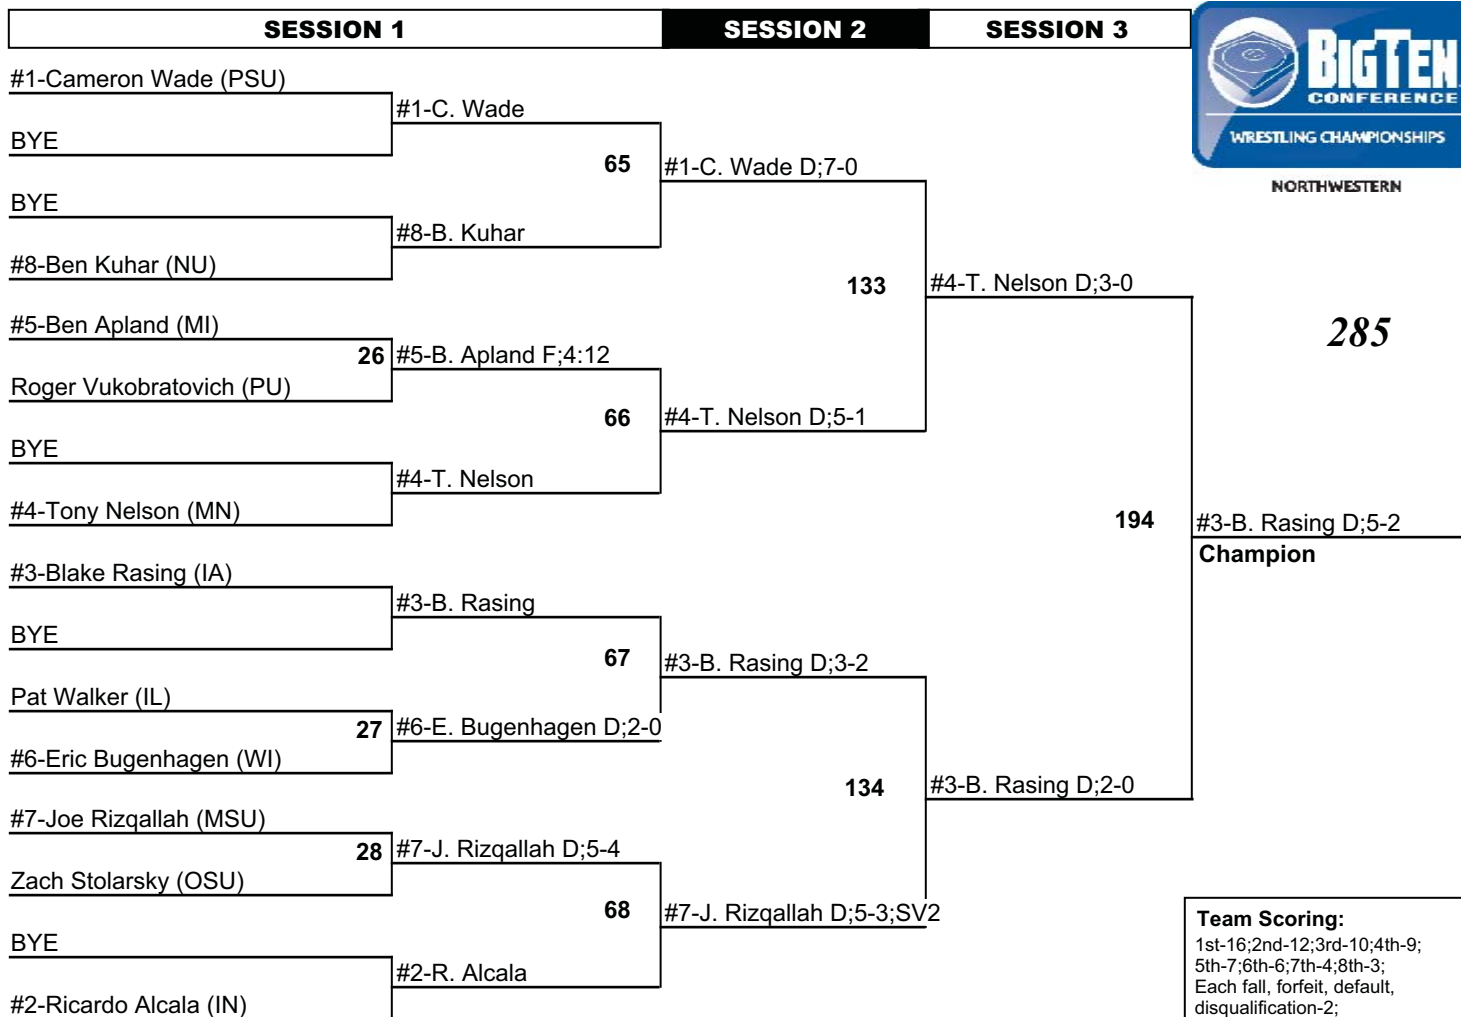 SESSION 1
SESSION 2
SESSION 3
BIGTEN
CONFERENCE
WRESTLING CHAMPIONSHIPS
NORTHWESTERN
285
#1-Cameron Wade (PSU)
#1-C. Wade
BYE
65
#1-C. Wade D;7-0
BYE
#8-B. Kuhar
#8-Ben Kuhar (NU)
133
#4-T. Nelson D;3-0
#5-Ben Apland (MI)
26
#5-B. Apland F;4:12
Roger Vukobratovich (PU)
66
#4-T. Nelson D;5-1
BYE
#4-T. Nelson
#4-Tony Nelson (MN)
194
#3-B. Rasing D;5-2
Champion
#3-Blake Rasing (IA)
#3-B. Rasing
BYE
67
#3-B. Rasing D;3-2
Pat Walker (IL)
27
#6-E. Bugenhagen D;2-0
#6-Eric Bugenhagen (WI)
134
#3-B. Rasing D;2-0
#7-Joe Rizqallah (MSU)
28
#7-J. Rizqallah D;5-4
Zach Stolarsky (OSU)
68
#7-J. Rizqallah D;5-3;SV2
BYE
#2-R. Alcala
#2-Ricardo Alcala (IN)
Team Scoring:
1st-16;2nd-12;3rd-10;4th-9;
5th-7;6th-6;7th-4;8th-3;
Each fall, forfeit, default,
disqualification-2;